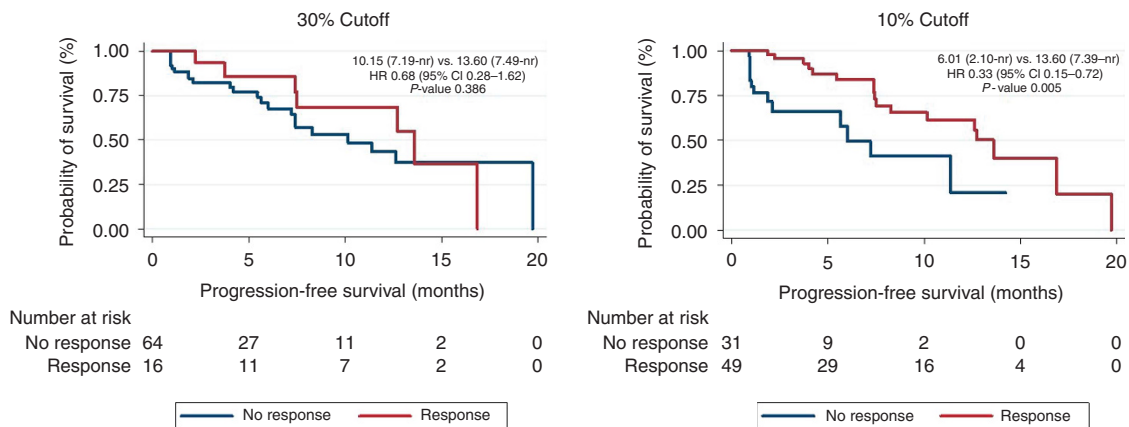 30% Cutoff
10.15 (7.19-nr) vs. 13.60 (7.49-nr)
HR 0.68 (95% CI 0.28–1.62)
P-value 0.386
Probability of survival (%)
1.00
0.75
0.50
0.25
0.00
0 5 10 15 20
Progression-free survival (months)
Number at risk
No response 64 27 11 2 0
Response 16 11 7 2 0
No response Response
10% Cutoff
6.01 (2.10-nr) vs. 13.60 (7.39–nr)
HR 0.33 (95% CI 0.15–0.72)
P-value 0.005
Probability of survival (%)
1.00
0.75
0.50
0.25
0.00
0 5 10 15 20
Progression-free survival (months)
Number at risk
No response 31 9 2 0 0
Response 49 29 16 4 0
No response Response